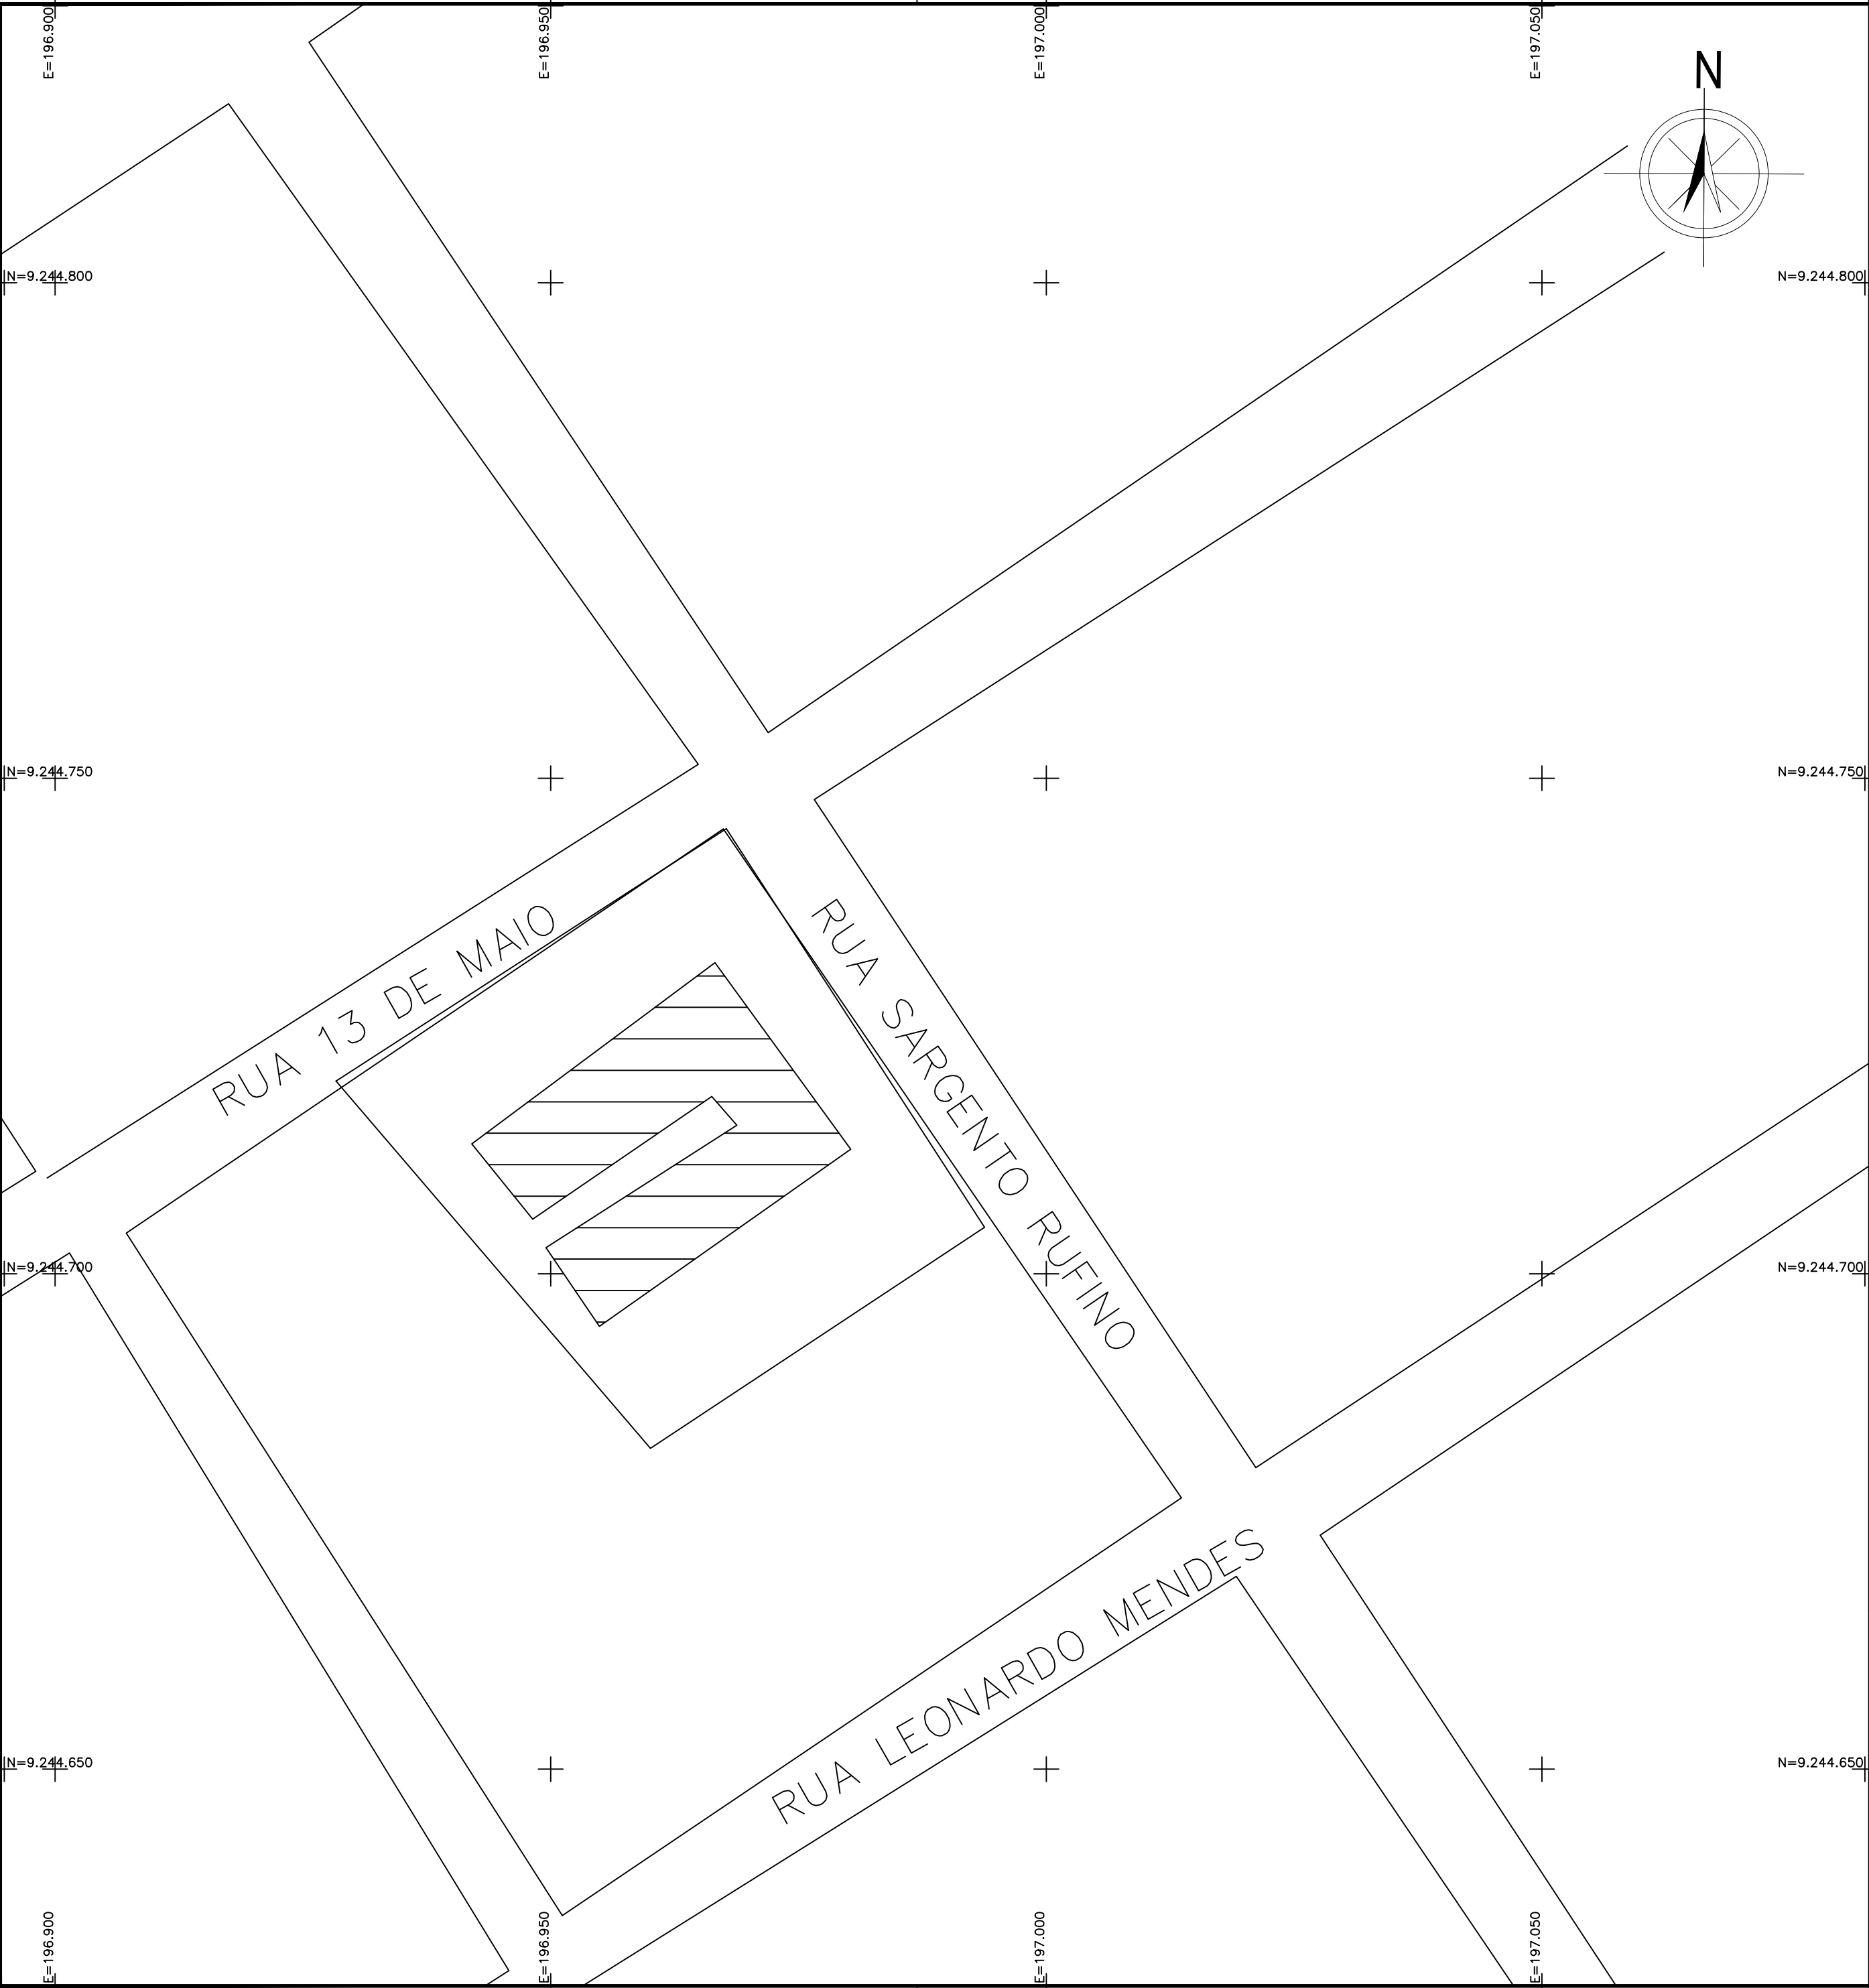 E=196.900
E=196.950
E=197.000
E=197.050
N
N=9.244.800
N=9.244.800
N=9.244.750
N=9.244.750
RUA 13 DE MAIO
RUA SARGENTO RUFINO
N=9.244.700
N=9.244.700
RUA LEONARDO MENDES
N=9.244.650
N=9.244.650
E=196.900
E=196.950
E=197.000
E=197.050